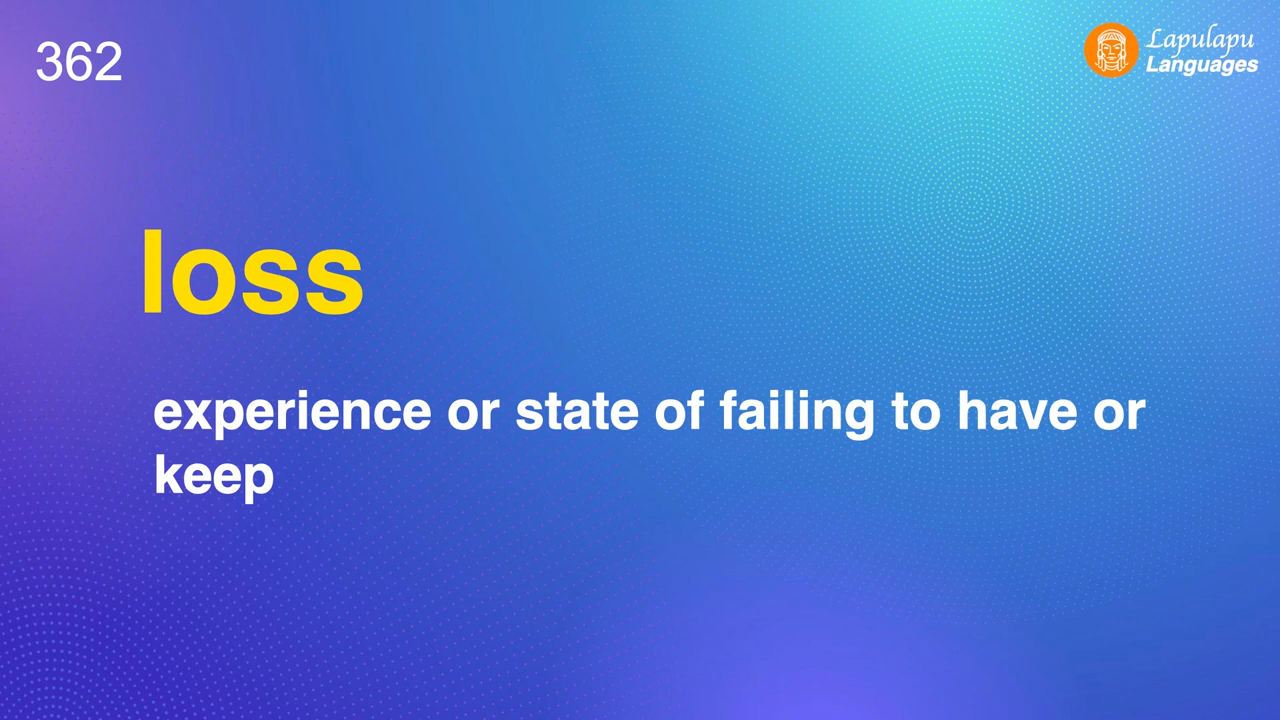 362
Lapulapu
Languages
loss
experience or state of failing to have or
keep